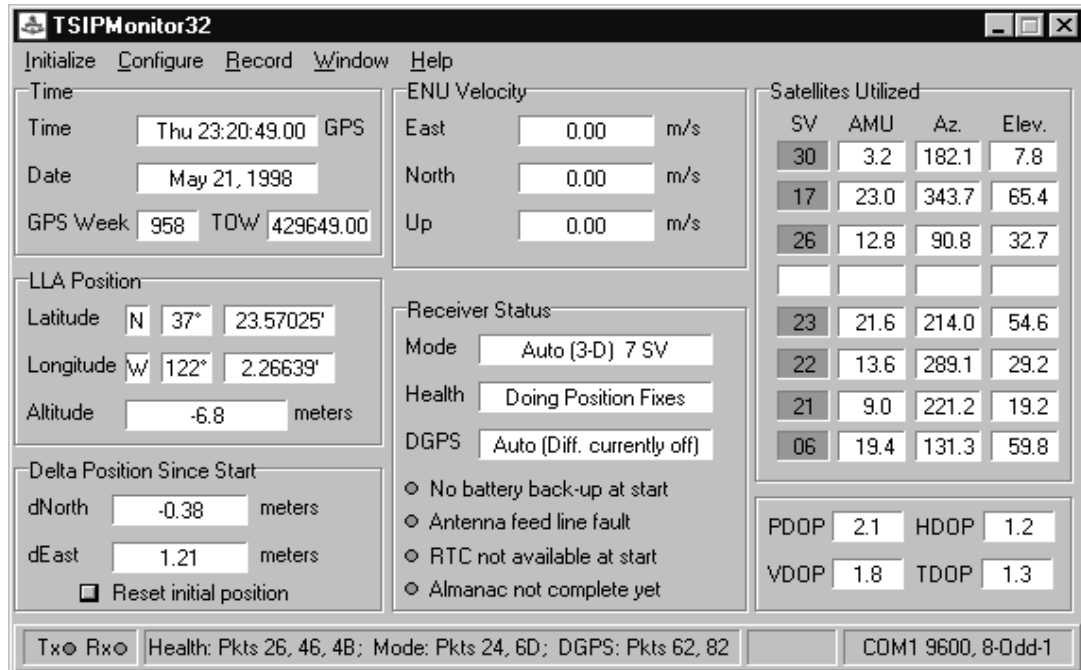 TSIPMonitor32
Initialize Configure Record Window Help
Time
Time Thu 23:20:49.00 GPS
Date May 21, 1998
GPS Week 958 TOW 429649.00
LLA Position
Latitude N 37° 23.57025'
Longitude W 122° 2.26639'
Altitude -6.8 meters
Delta Position Since Start
dNorth -0.38 meters
dEast 1.21 meters
Reset initial position
ENU Velocity
East 0.00 m/s
North 0.00 m/s
Up 0.00 m/s
Receiver Status
Mode Auto (3-D) 7 SV
Health Doing Position Fixes
DGPS Auto (Diff. currently off)
No battery back-up at start
Antenna feed line fault
RTC not available at start
Almanac not complete yet
Satellites Utilized
SV AMU Az. Elev.
30 3.2 182.1 7.8
17 23.0 343.7 65.4
26 12.8 90.8 32.7
23 21.6 214.0 54.6
22 13.6 289.1 29.2
21 9.0 221.2 19.2
06 19.4 131.3 59.8
PDOP 2.1 HDOP 1.2
VDOP 1.8 TDOP 1.3
Tx Rx Health: Pkts 26, 46, 4B; Mode: Pkts 24, 6D; DGPS: Pkts 62, 82 COM1 9600, 8-Odd-1